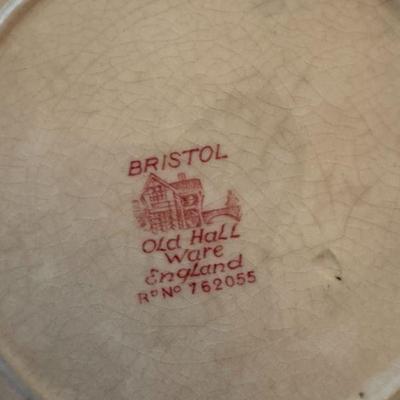 BRISTOL
Old Hall
Ware
England
Rᴰ Nº 762055